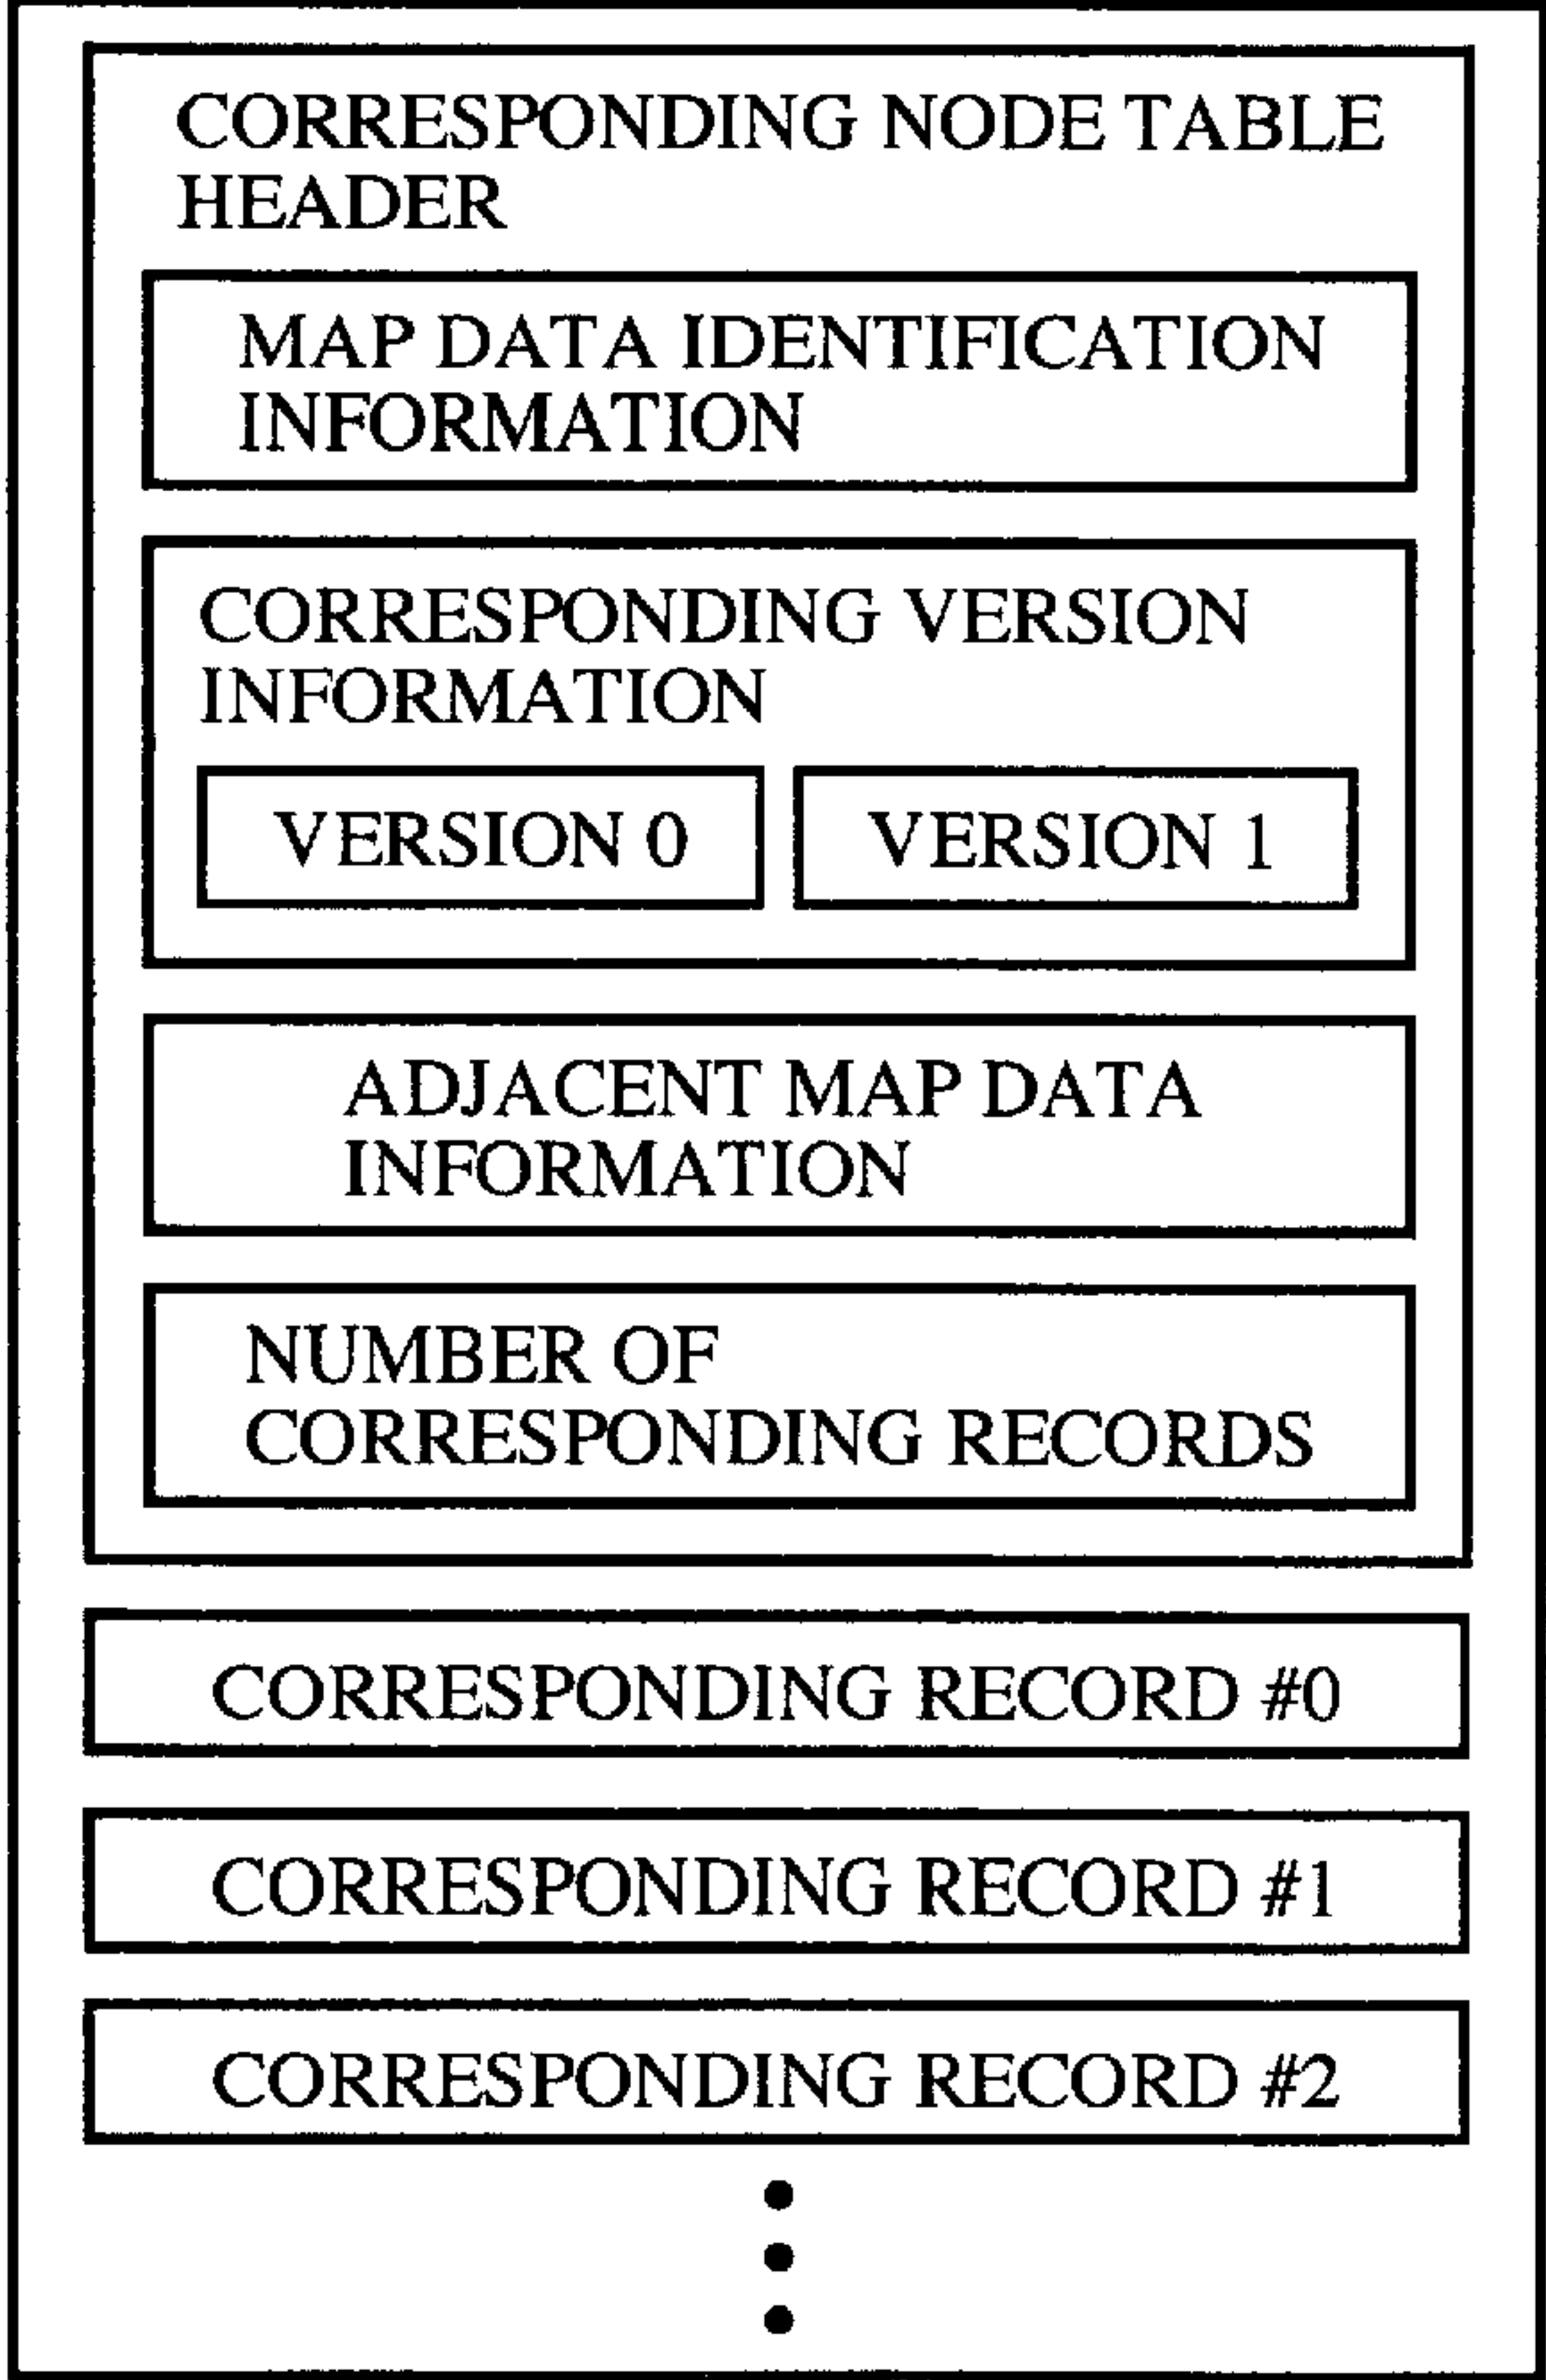 CORRESPONDING NODE TABLE
HEADER
MAP DATA IDENTIFICATION
INFORMATION
CORRESPONDING VERSION
INFORMATION
VERSION 0 VERSION 1
ADJACENT MAP DATA
INFORMATION
NUMBER OF
CORRESPONDING RECORDS
CORRESPONDING RECORD #0
CORRESPONDING RECORD #1
CORRESPONDING RECORD #2